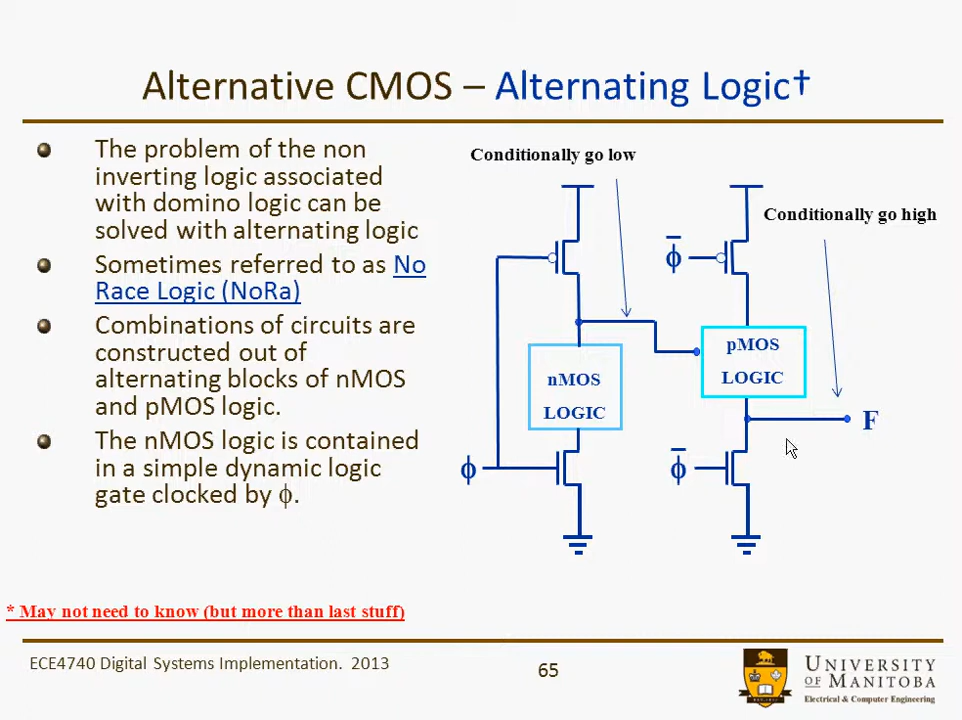 Alternative CMOS – Alternating Logic†
The problem of the non
inverting logic associated
with domino logic can be
solved with alternating logic
Sometimes referred to as No
Race Logic (NoRa)
Combinations of circuits are
constructed out of
alternating blocks of nMOS
and pMOS logic.
The nMOS logic is contained
in a simple dynamic logic
gate clocked by ϕ.
Conditionally go low
Conditionally go high
ϕ̅
pMOS
LOGIC
nMOS
LOGIC
F
ϕ
ϕ̅
* May not need to know (but more than last stuff)
ECE4740 Digital Systems Implementation. 2013
65
UNIVERSITY
OF MANITOBA
Electrical & Computer Engineering